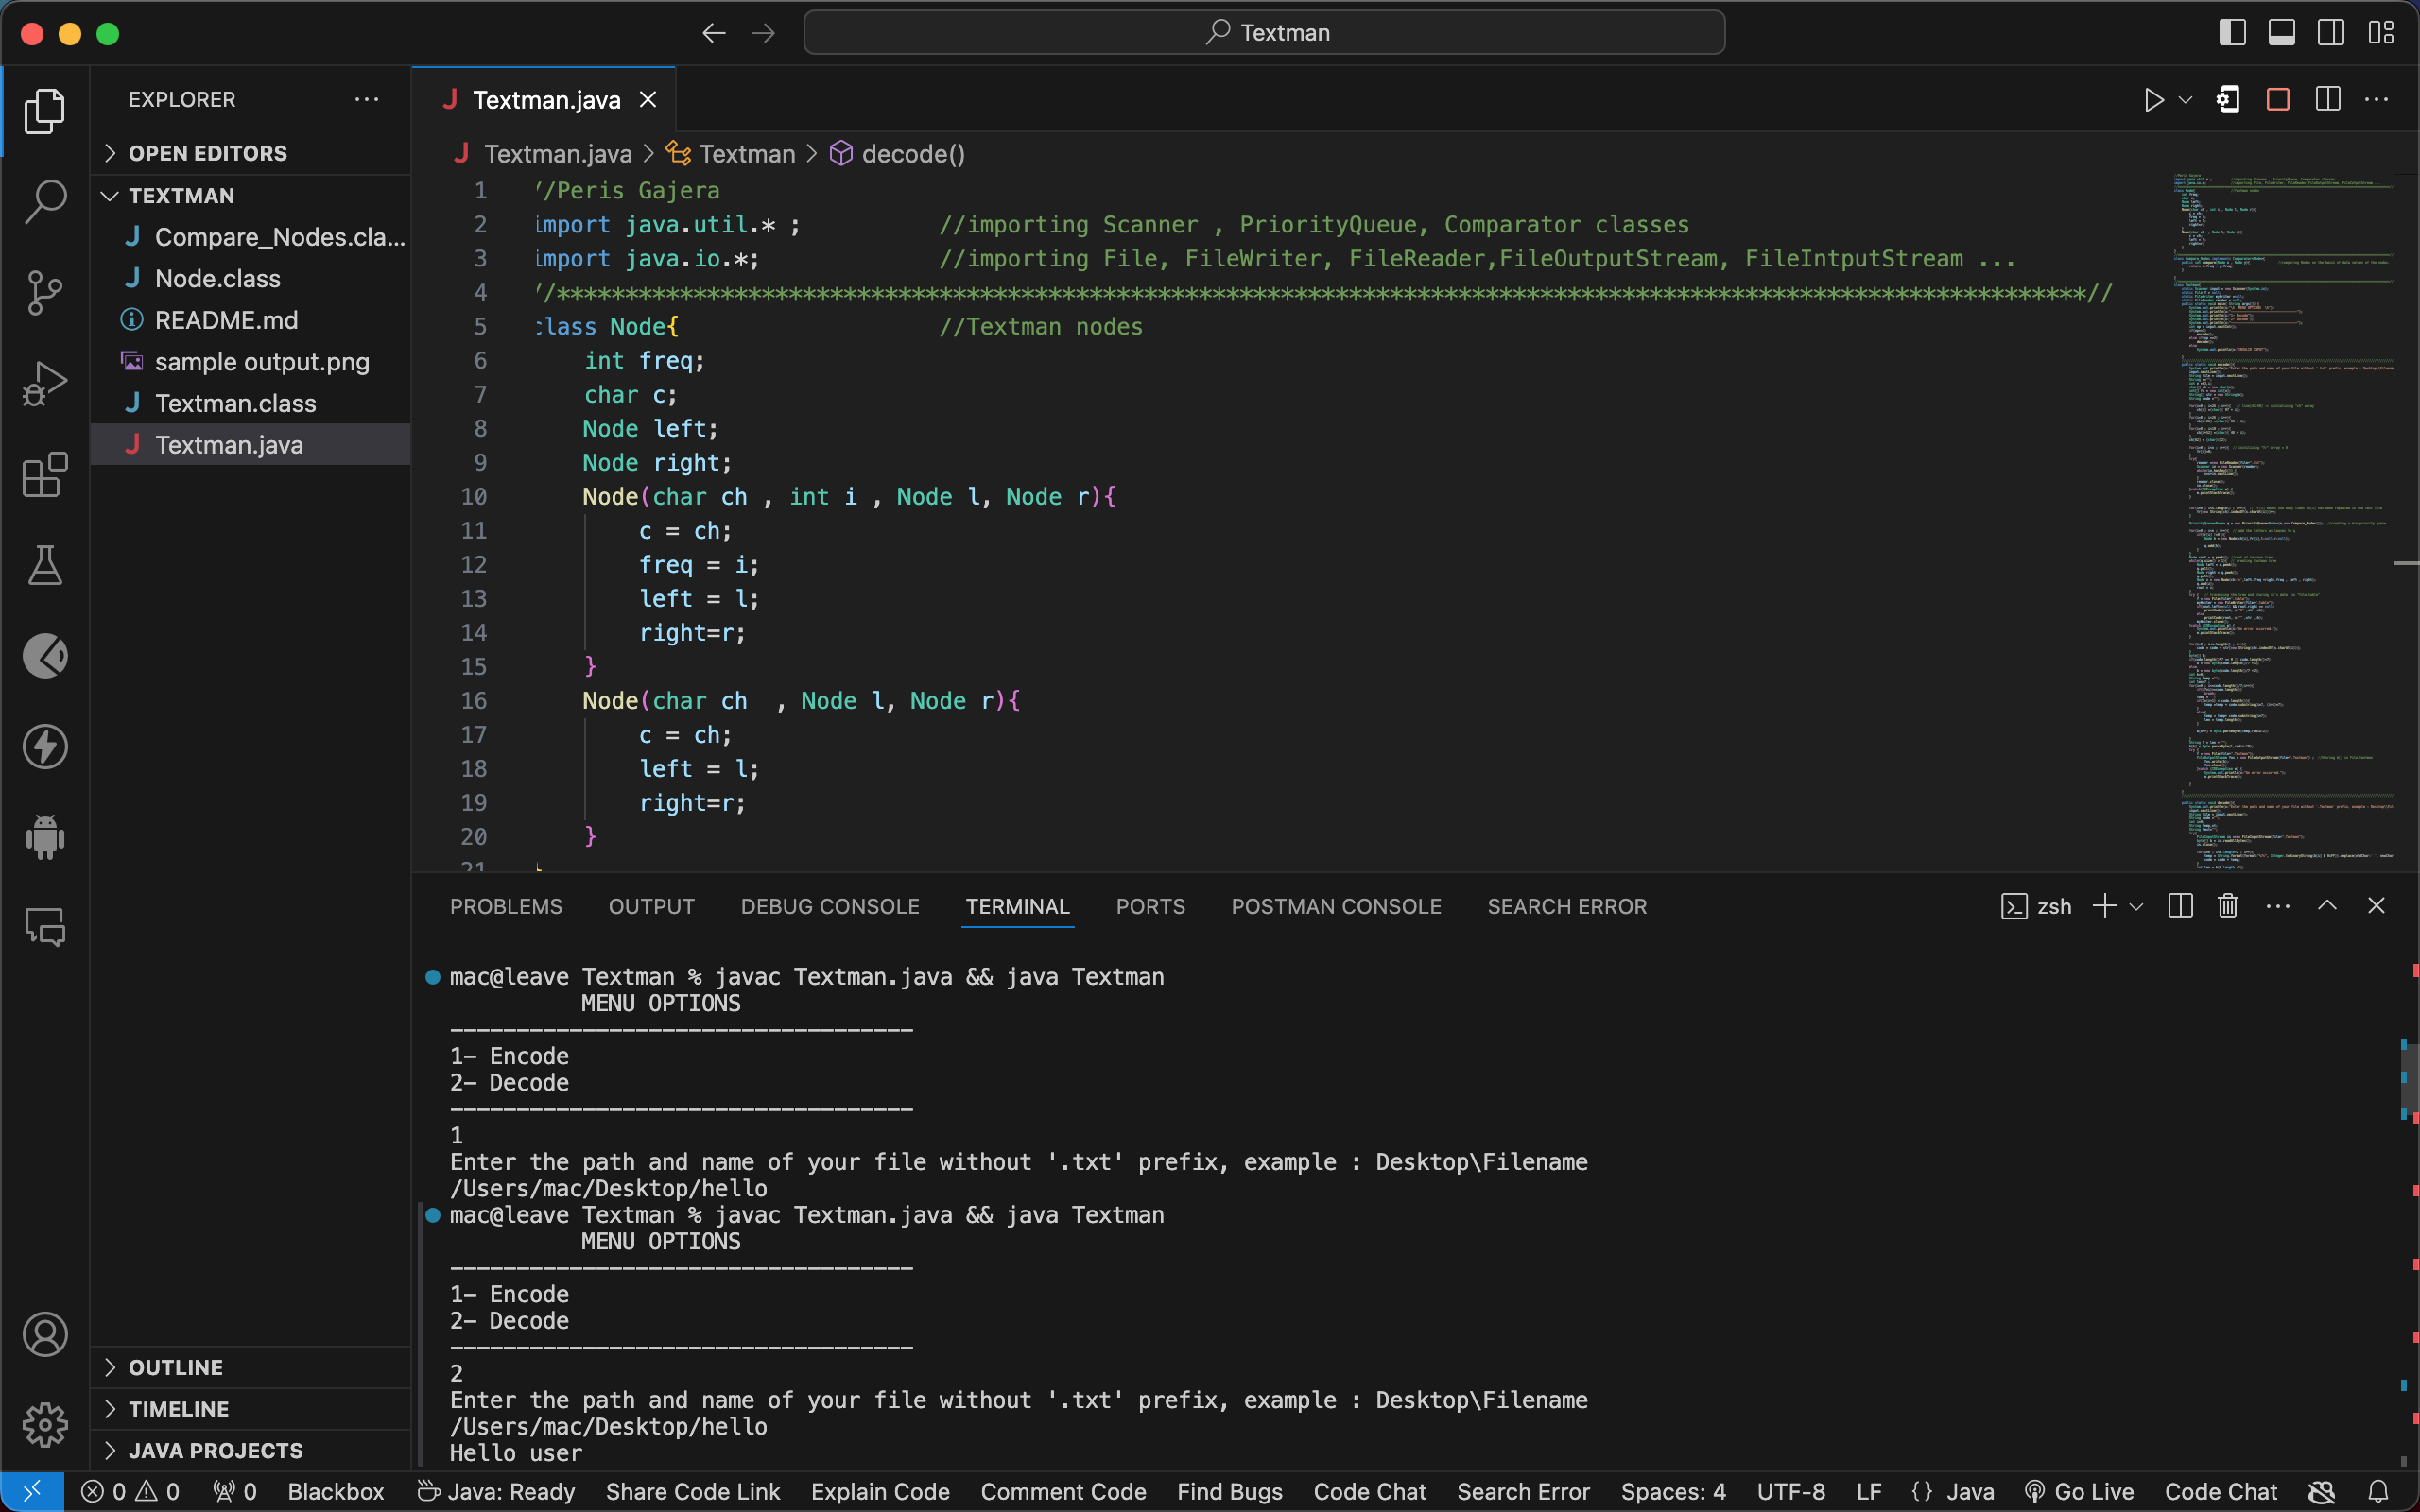 Textman
EXPLORER
OPEN EDITORS
TEXTMAN
Compare_Nodes.cla...
Node.class
README.md
sample output.png
Textman.class
Textman.java
OUTLINE
TIMELINE
JAVA PROJECTS
Textman.java
Textman.java > Textman > decode()
1 //Peris Gajera
2 import java.util.* ; //importing Scanner , PriorityQueue, Comparator classes
3 import java.io.*; //importing File, FileWriter, FileReader,FileOutputStream, FileIntputStream ...
4
5 class Node{ //Textman nodes
6 int freq;
7 char c;
8 Node left;
9 Node right;
10 Node(char ch , int i , Node l, Node r){
11 c = ch;
12 freq = i;
13 left = l;
14 right=r;
15 }
16 Node(char ch , Node l, Node r){
17 c = ch;
18 left = l;
19 right=r;
20 }
21
PROBLEMS OUTPUT DEBUG CONSOLE TERMINAL PORTS POSTMAN CONSOLE SEARCH ERROR zsh
mac@leave Textman % javac Textman.java && java Textman
MENU OPTIONS
-----------------------------------
1- Encode
2- Decode
-----------------------------------
1
Enter the path and name of your file without '.txt' prefix, example : Desktop\Filename
/Users/mac/Desktop/hello
mac@leave Textman % javac Textman.java && java Textman
MENU OPTIONS
-----------------------------------
1- Encode
2- Decode
-----------------------------------
2
Enter the path and name of your file without '.txt' prefix, example : Desktop\Filename
/Users/mac/Desktop/hello
Hello user
0 0 0 Blackbox Java: Ready Share Code Link Explain Code Comment Code Find Bugs Code Chat Search Error Spaces: 4 UTF-8 LF {} Java Go Live Code Chat